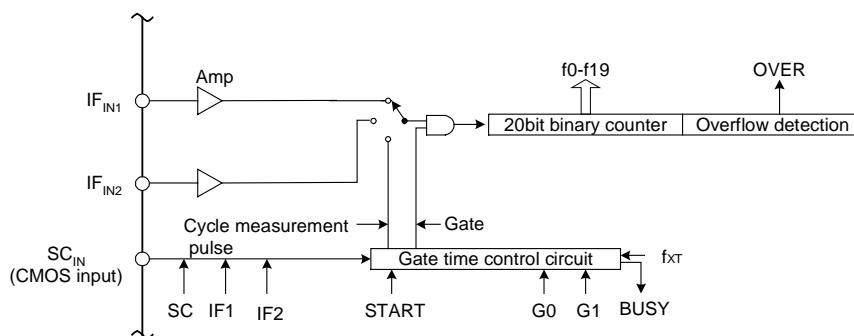 Amp
f0-f19
OVER
IF_IN1
20bit binary counter
Overflow detection
IF_IN2
Cycle measurement
pulse
Gate
SC_IN
(CMOS input)
Gate time control circuit
f_XT
SC
IF1
IF2
START
G0
G1
BUSY